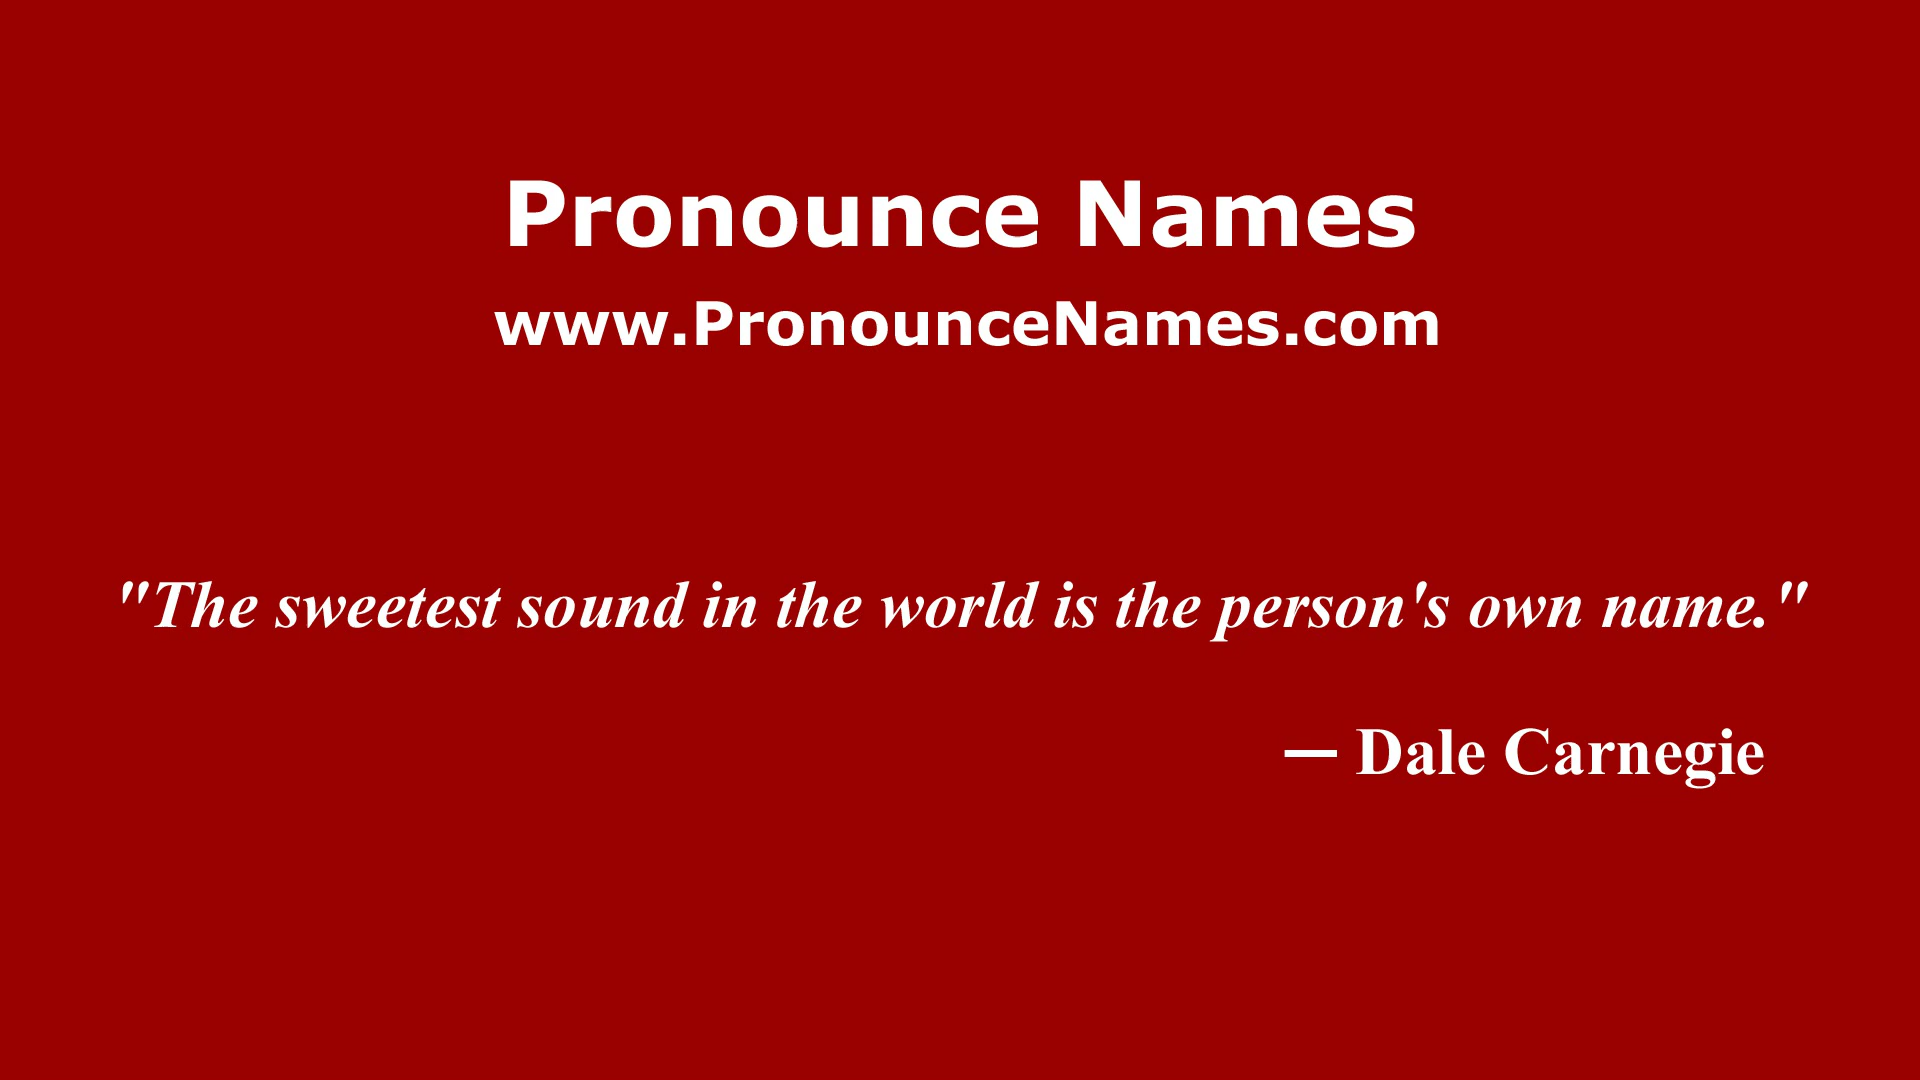 Pronounce Names
www.PronounceNames.com
"The sweetest sound in the world is the person's own name."
— Dale Carnegie